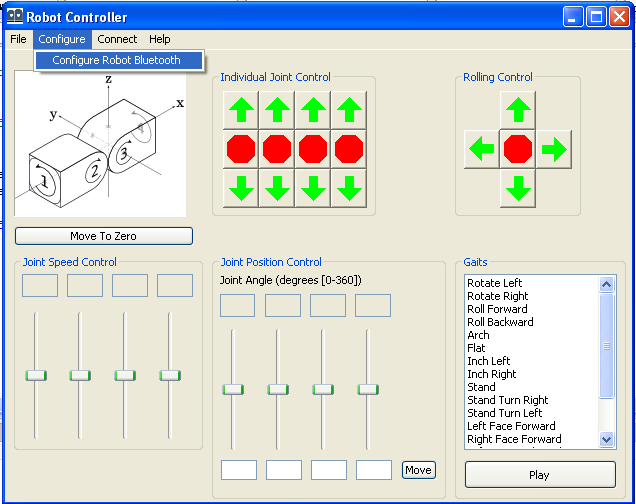 Robot Controller
File Configure Connect Help
Configure Robot Bluetooth
z
y
x
1
2
3
4
Individual Joint Control
Rolling Control
Move To Zero
Joint Speed Control
Joint Position Control
Joint Angle (degrees [0-360])
Move
Gaits
Rotate Left
Rotate Right
Roll Forward
Roll Backward
Arch
Flat
Inch Left
Inch Right
Stand
Stand Turn Right
Stand Turn Left
Left Face Forward
Right Face Forward
Play